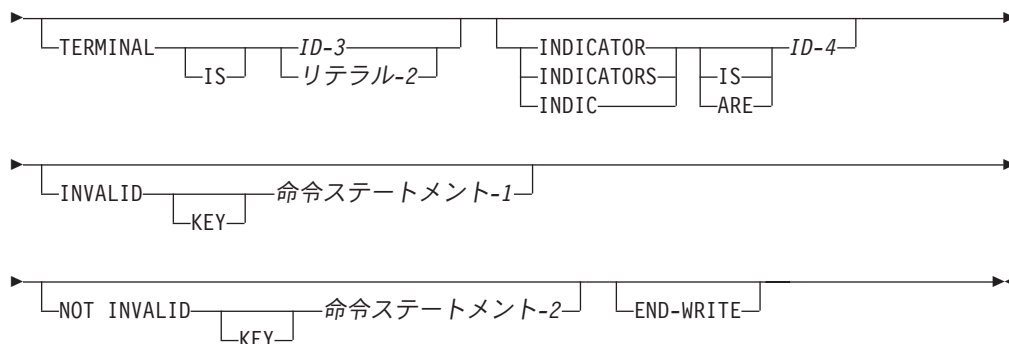 TERMINAL IS ID-3 INDICATOR ID-4
リテラル-2 INDICATORS IS
INDIC ARE
INVALID KEY 命令ステートメント-1
NOT INVALID KEY 命令ステートメント-2 END-WRITE